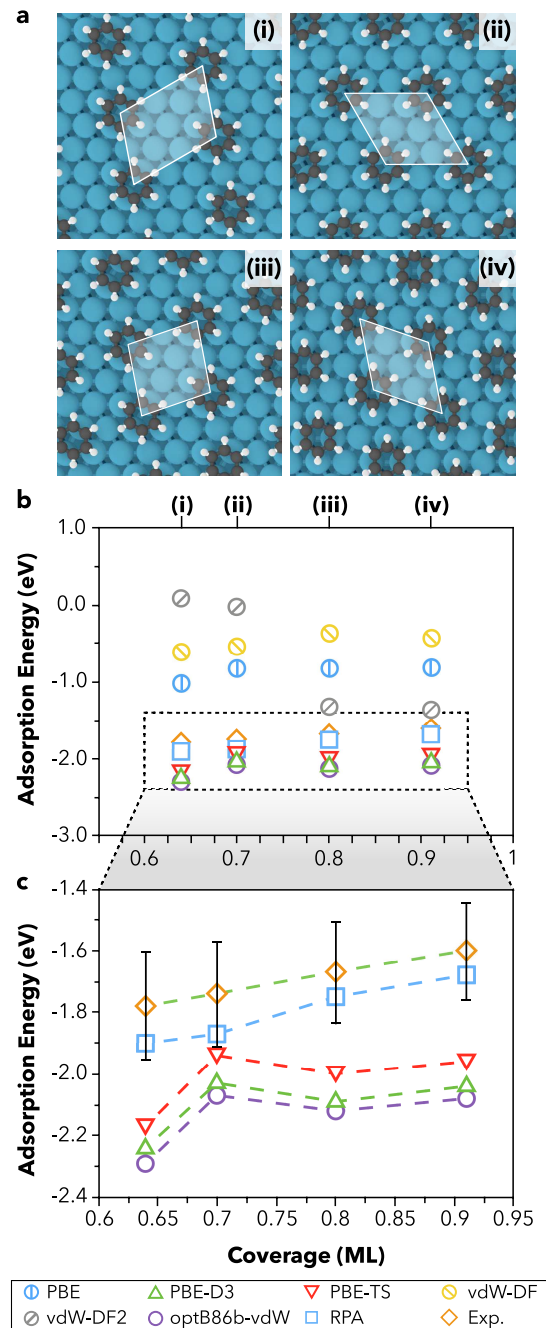 a
(i)
(ii)
(iii)
(iv)
b
(i) (ii) (iii) (iv)
Adsorption Energy (eV)
1.0
0.0
-1.0
-2.0
-3.0
0.6 0.7 0.8 0.9 1
c
Adsorption Energy (eV)
-1.4
-1.6
-1.8
-2.0
-2.2
-2.4
0.6 0.65 0.7 0.75 0.8 0.85 0.9 0.95
Coverage (ML)
PBE PBE-D3 PBE-TS vdW-DF
vdW-DF2 optB86b-vdW RPA Exp.